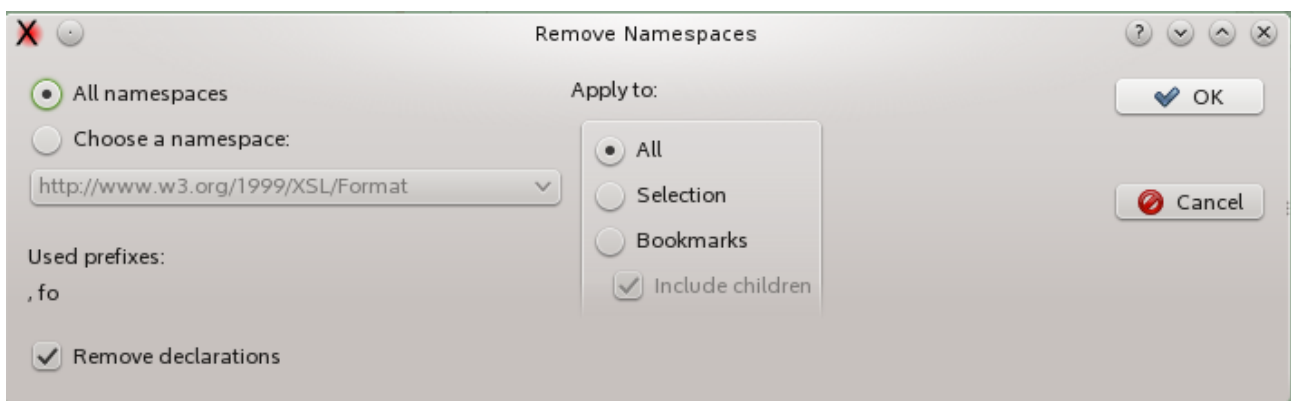 Remove Namespaces
All namespaces
Choose a namespace:
http://www.w3.org/1999/XSL/Format
Used prefixes:
, fo
Remove declarations
Apply to:
All
Selection
Bookmarks
Include children
OK
Cancel